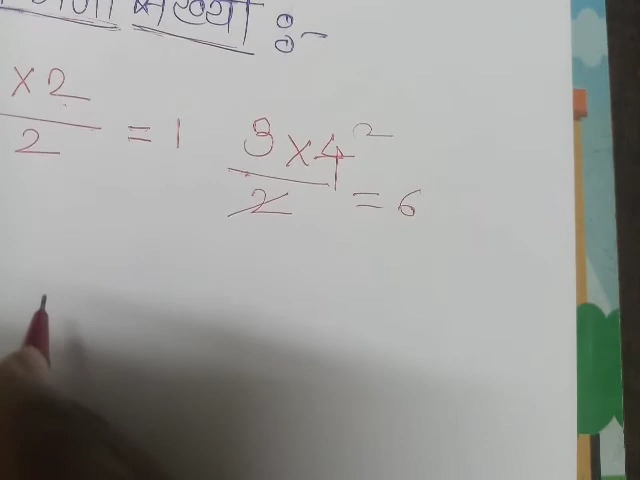 संख्या :-
× 2 / 2 = 1
3 × 4 2 / 2 = 6